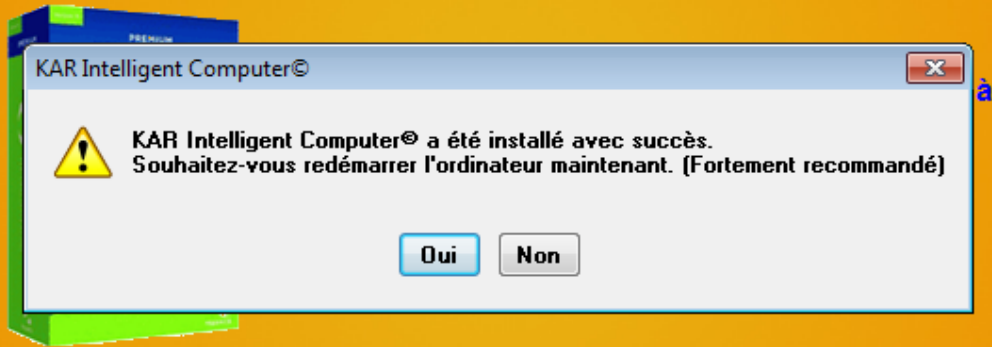 PREMIUM
KAR Intelligent Computer©
à
KAR Intelligent Computer© a été installé avec succès.
Souhaitez-vous redémarrer l'ordinateur maintenant. (Fortement recommandé)
Oui Non